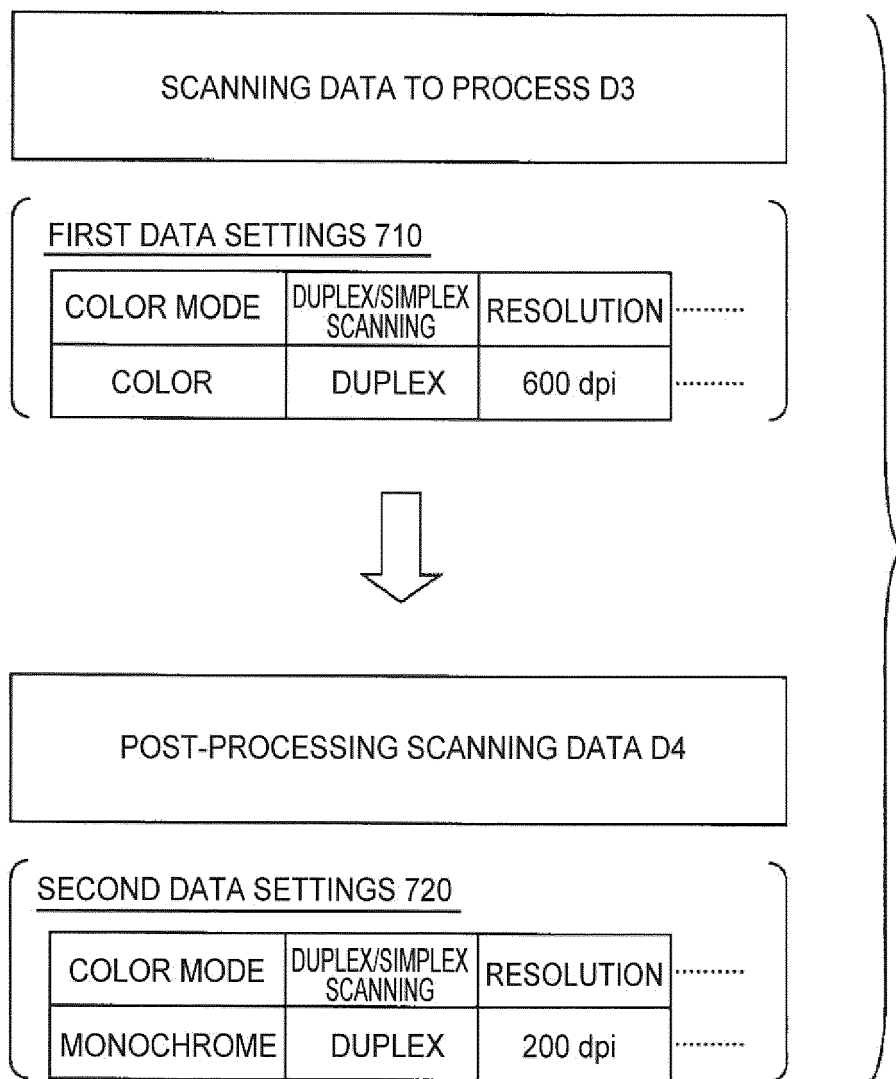 SCANNING DATA TO PROCESS D3
FIRST DATA SETTINGS 710
COLOR MODE DUPLEX/SIMPLEX SCANNING RESOLUTION ..........
COLOR DUPLEX 600 dpi ..........
POST-PROCESSING SCANNING DATA D4
SECOND DATA SETTINGS 720
COLOR MODE DUPLEX/SIMPLEX SCANNING RESOLUTION ..........
MONOCHROME DUPLEX 200 dpi ..........